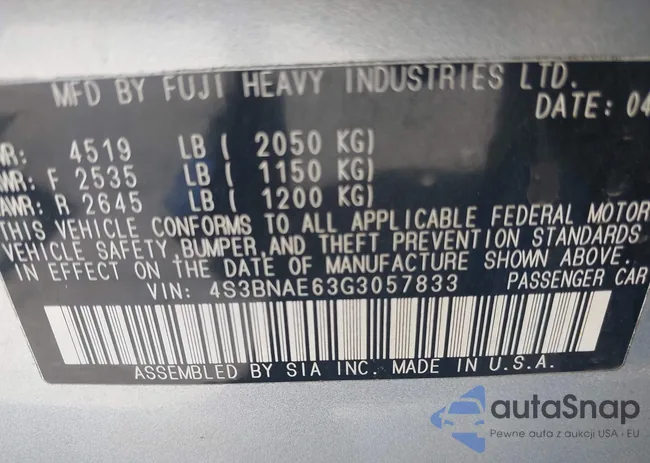 MFD BY FUJI HEAVY INDUSTRIES LTD.
DATE: 04
WR: 4519 LB ( 2050 KG)
WR: F 2535 LB ( 1150 KG)
AWR: R 2645 LB ( 1200 KG)
THIS VEHICLE CONFORMS TO ALL APPLICABLE FEDERAL MOTOR
VEHICLE SAFETY,BUMPER,AND THEFT PREVENTION STANDARDS
IN EFFECT ON THE DATE OF MANUFACTURE SHOWN ABOVE.
VIN: 4S3BNAE63G3057833 PASSENGER CAR
ASSEMBLED BY SIA INC. MADE IN U.S.A.
autaSnap
Pewne auta z aukcji USA i EU